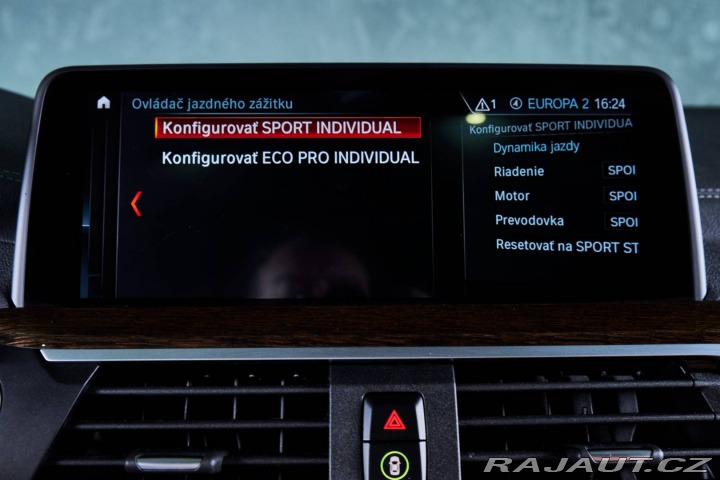 Ovládač jazdného zážitku
1 4 EUROPA 2 16:24
Konfigurovať SPORT INDIVIDUAL
Konfigurovať ECO PRO INDIVIDUAL
Konfigurovať SPORT INDIVIDUA
Dynamika jazdy
Riadenie SPOI
Motor SPOI
Prevodovka SPOI
Resetovať na SPORT ST
RAJAUT.CZ